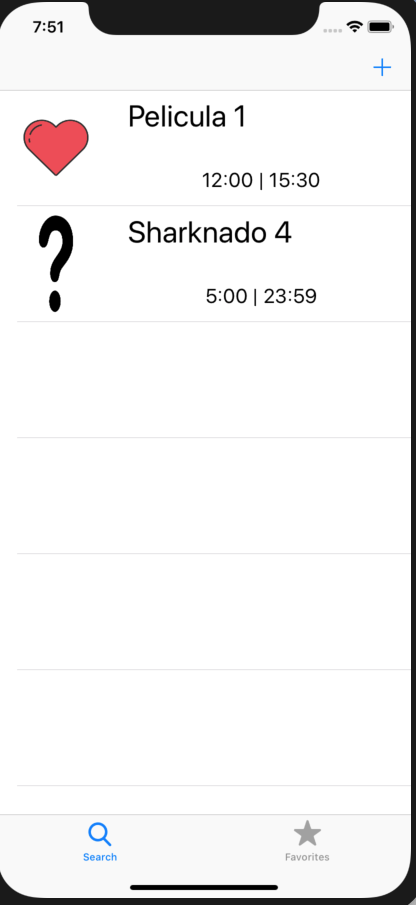 7:51
Pelicula 1
12:00 | 15:30
Sharknado 4
5:00 | 23:59
Search
Favorites